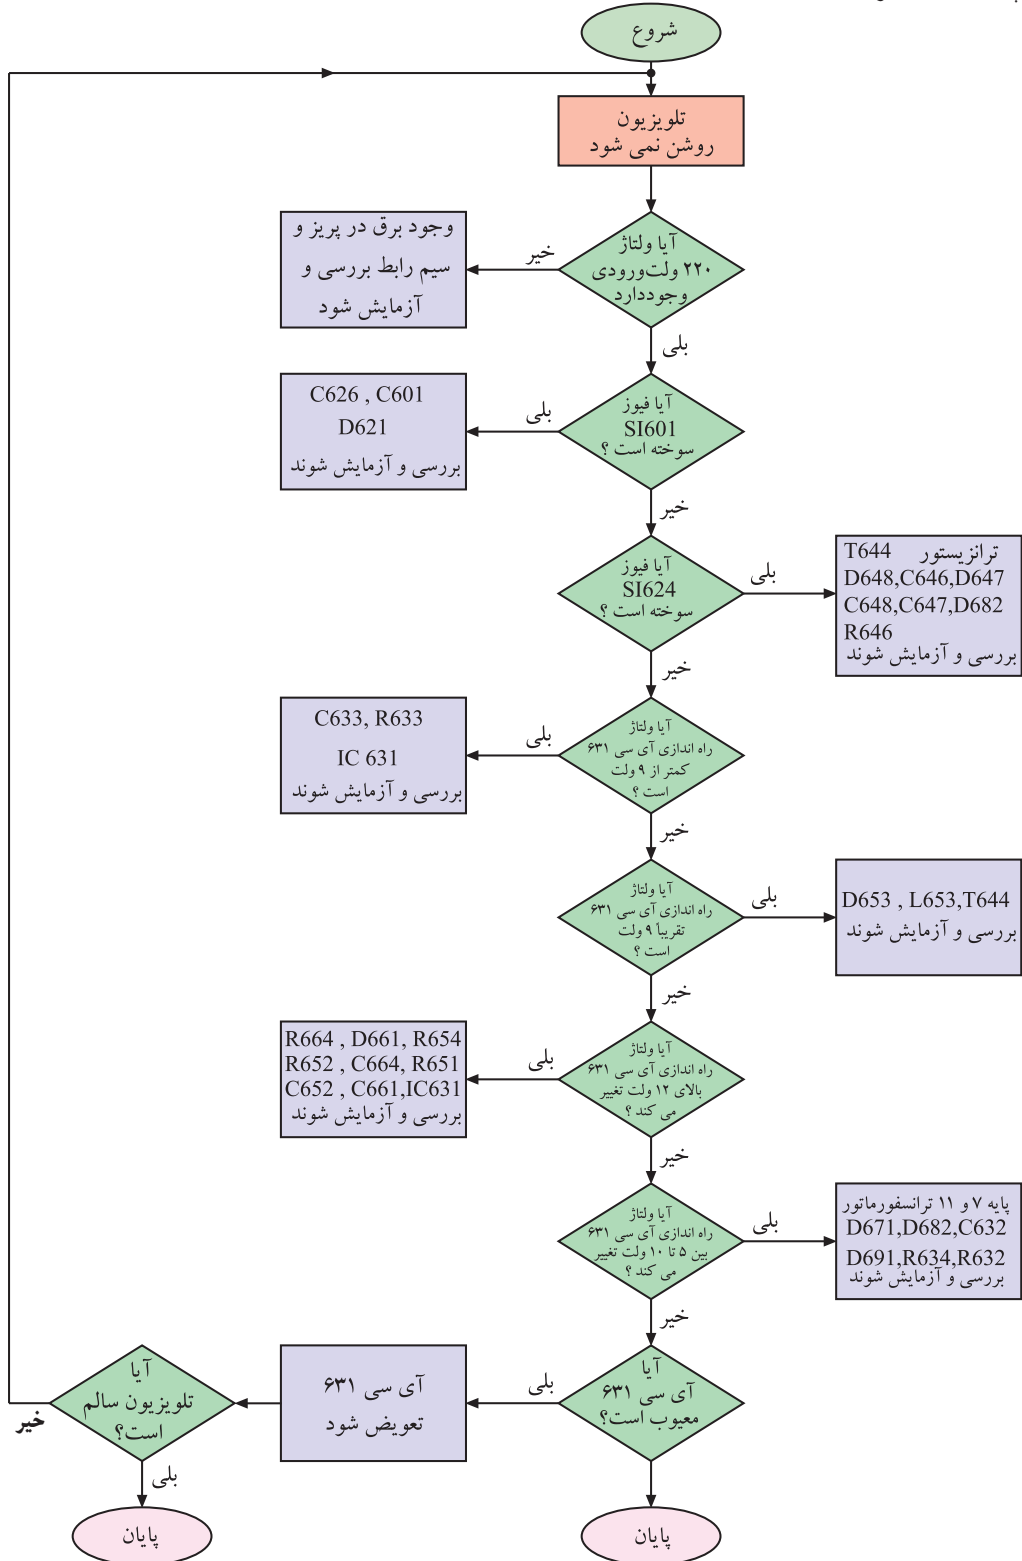 شروع
تلویزیون
روشن نمی شود
آیا ولتاژ
۲۲۰ ولت‌ورودی
وجوددارد
خیر
وجود برق در پریز و
سیم رابط بررسی و
آزمایش شود
بلی
آیا فیوز
SI601
سوخته است ؟
بلی
C626 , C601
D621
بررسی و آزمایش شوند
خیر
آیا فیوز
SI624
سوخته است ؟
بلی
ترانزیستور T644
D648,C646,D647
C648,C647,D682
R646
بررسی و آزمایش شوند
خیر
آیا ولتاژ
راه اندازی آی سی ۶۳۱
کمتر از ۹ ولت
است ؟
بلی
C633, R633
IC 631
بررسی و آزمایش شوند
خیر
آیا ولتاژ
راه اندازی آی سی ۶۳۱
تقریباً ۹ ولت
است ؟
بلی
D653 , L653,T644
بررسی و آزمایش شوند
خیر
آیا ولتاژ
راه اندازی آی سی ۶۳۱
بالای ۱۲ ولت تغییر
می کند ؟
بلی
R664 , D661, R654
R652 , C664, R651
C652 , C661,IC631
بررسی و آزمایش شوند
خیر
آیا ولتاژ
راه اندازی آی سی ۶۳۱
بین ۵ تا ۱۰ ولت تغییر
می کند ؟
بلی
پایه ۷ و ۱۱ ترانسفورماتور
D671,D682,C632
D691,R634,R632
بررسی و آزمایش شوند
خیر
آیا
آی سی ۶۳۱
معیوب است؟
بلی
آی سی ۶۳۱
تعویض شود
آیا
تلویزیون سالم
است؟
خیر
بلی
پایان
پایان